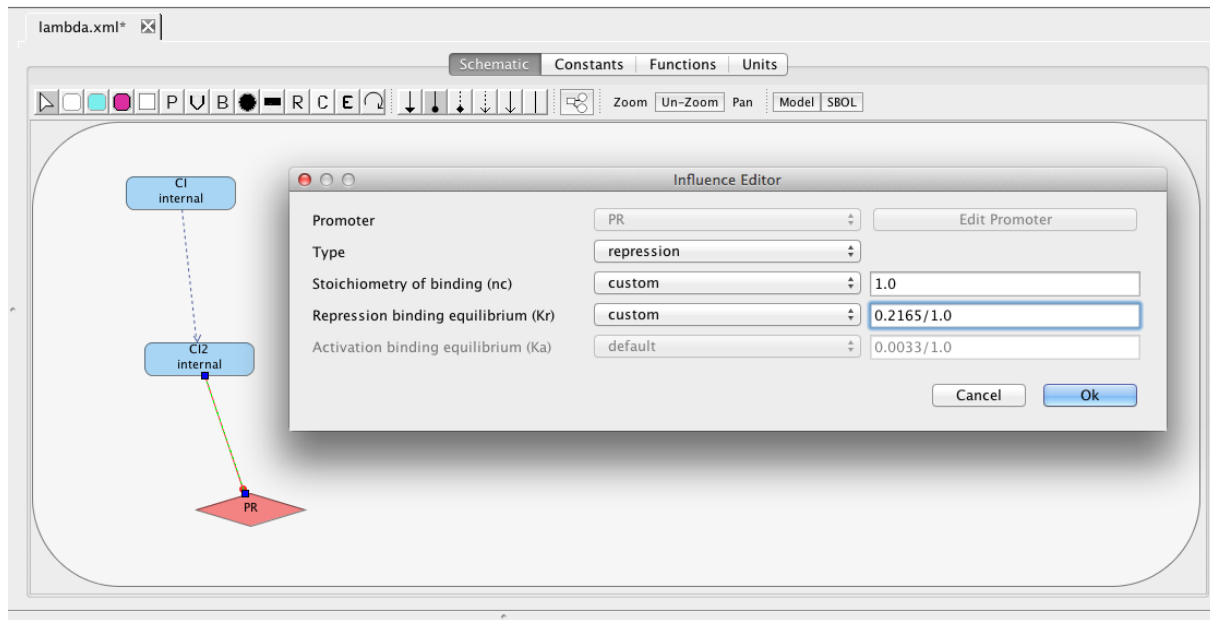 lambda.xml*
Schematic Constants Functions Units
P V B R C E Zoom Un-Zoom Pan Model SBOL
CI
internal
CI2
internal
PR
Influence Editor
Promoter PR Edit Promoter
Type repression
Stoichiometry of binding (nc) custom 1.0
Repression binding equilibrium (Kr) custom 0.2165/1.0
Activation binding equilibrium (Ka) default 0.0033/1.0
Cancel Ok